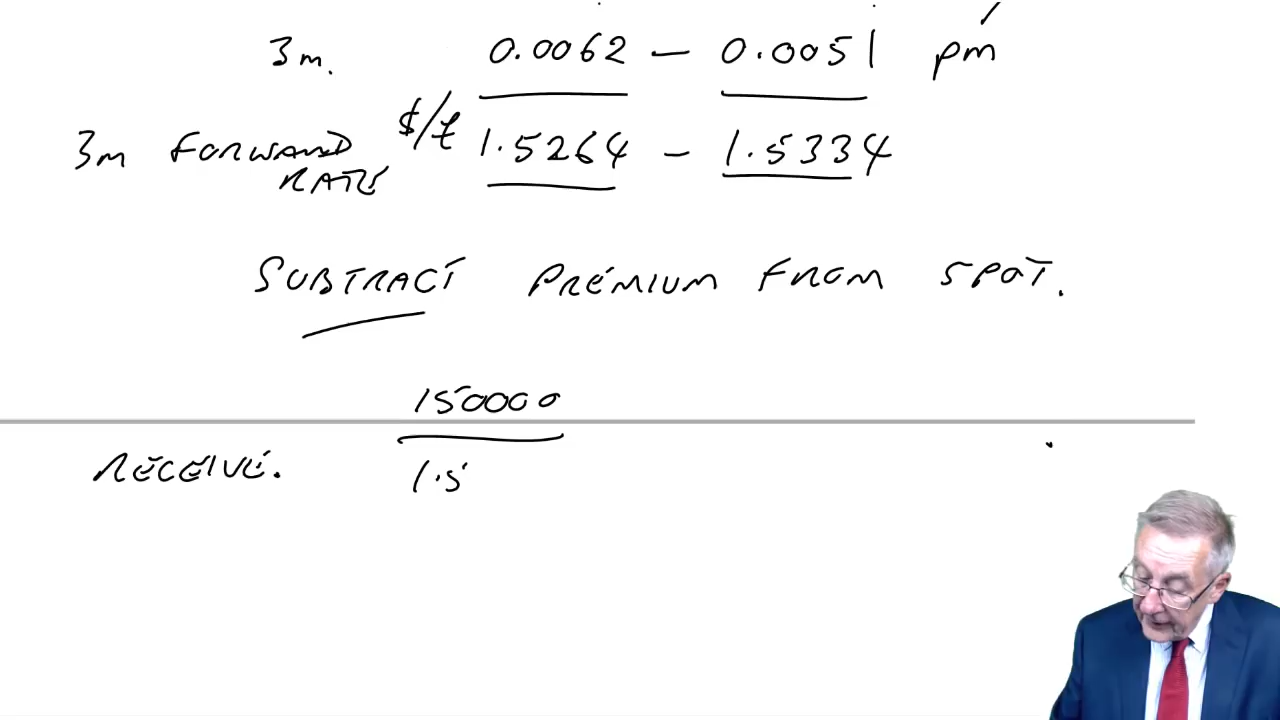 3m. 0.0062 — 0.0051 pm
3m FORWARD $/£ 1.5264 – 1.5334
RATE
SUBTRACT PREMIUM FROM SPOT.
150000
RECEIVE. 1.5